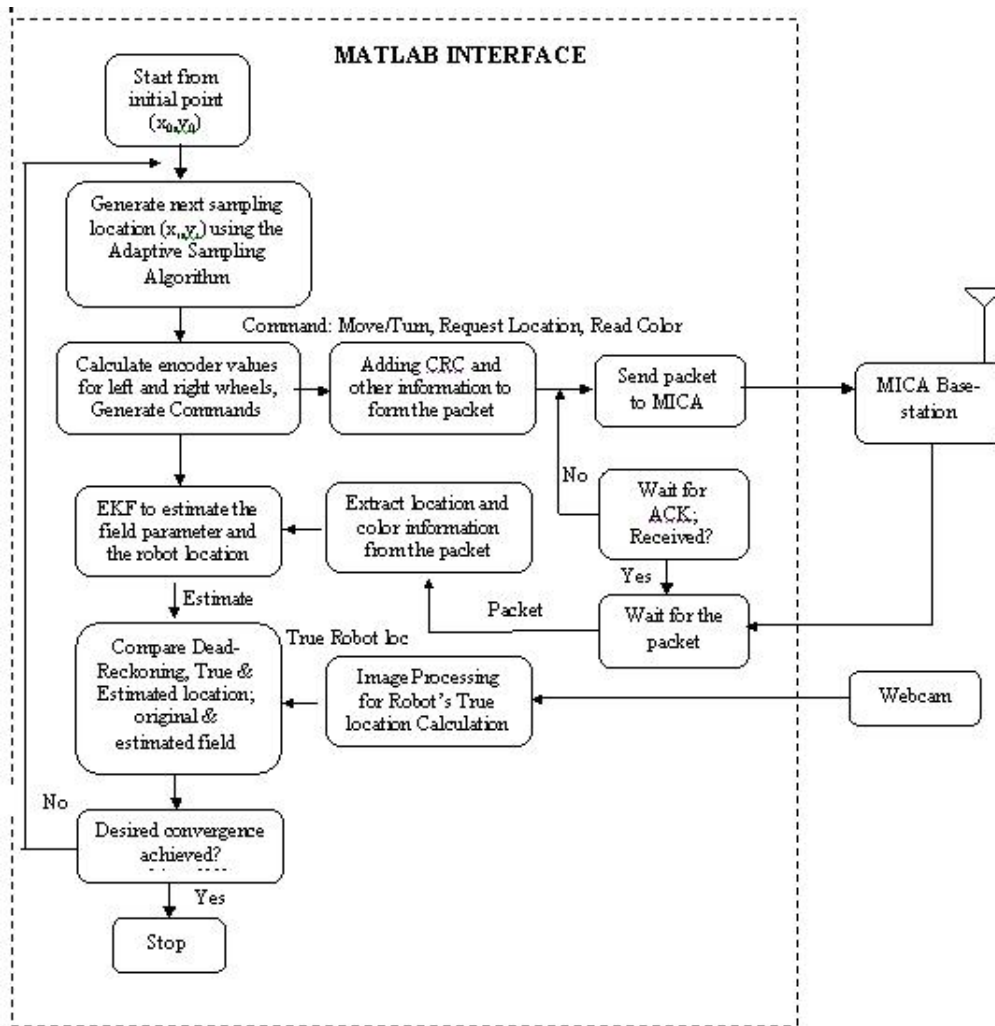 MATLAB INTERFACE
Start from
initial point
(x₀,y₀)
Generate next sampling
location (xᵢ,yᵢ) using the
Adaptive Sampling
Algorithm
Command: Move/Turn, Request Location, Read Color
Calculate encoder values
for left and right wheels,
Generate Commands
Adding CRC and
other information to
form the packet
Send packet
to MICA
MICA Base-
station
No
EKF to estimate the
field parameter and
the robot location
Extract location and
color information
from the packet
Wait for
ACK;
Received?
Yes
Estimate
Packet
Wait for the
packet
True Robot loc
Compare Dead-
Reckoning, True &
Estimated location;
original &
estimated field
Image Processing
for Robot's True
location Calculation
Webcam
No
Desired convergence
achieved?
Yes
Stop